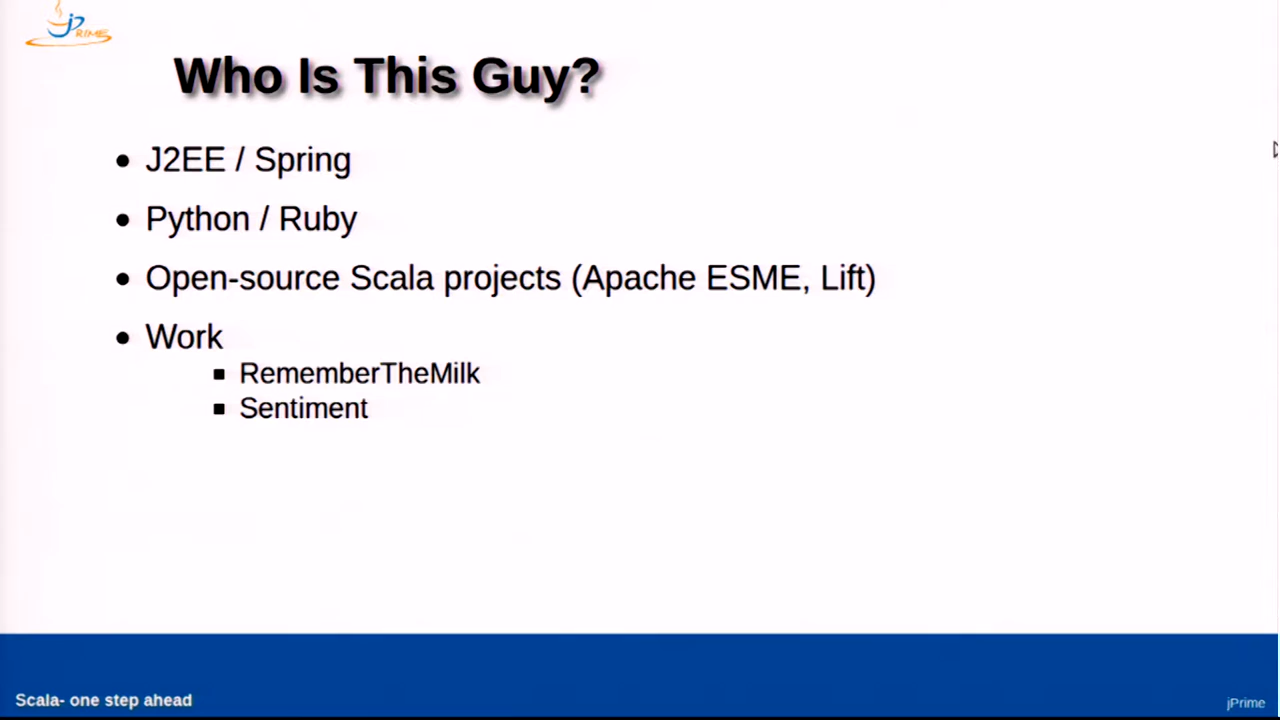 jPRIME
Who Is This Guy?
J2EE / Spring
Python / Ruby
Open-source Scala projects (Apache ESME, Lift)
Work
RememberTheMilk
Sentiment
Scala- one step ahead
jPrime